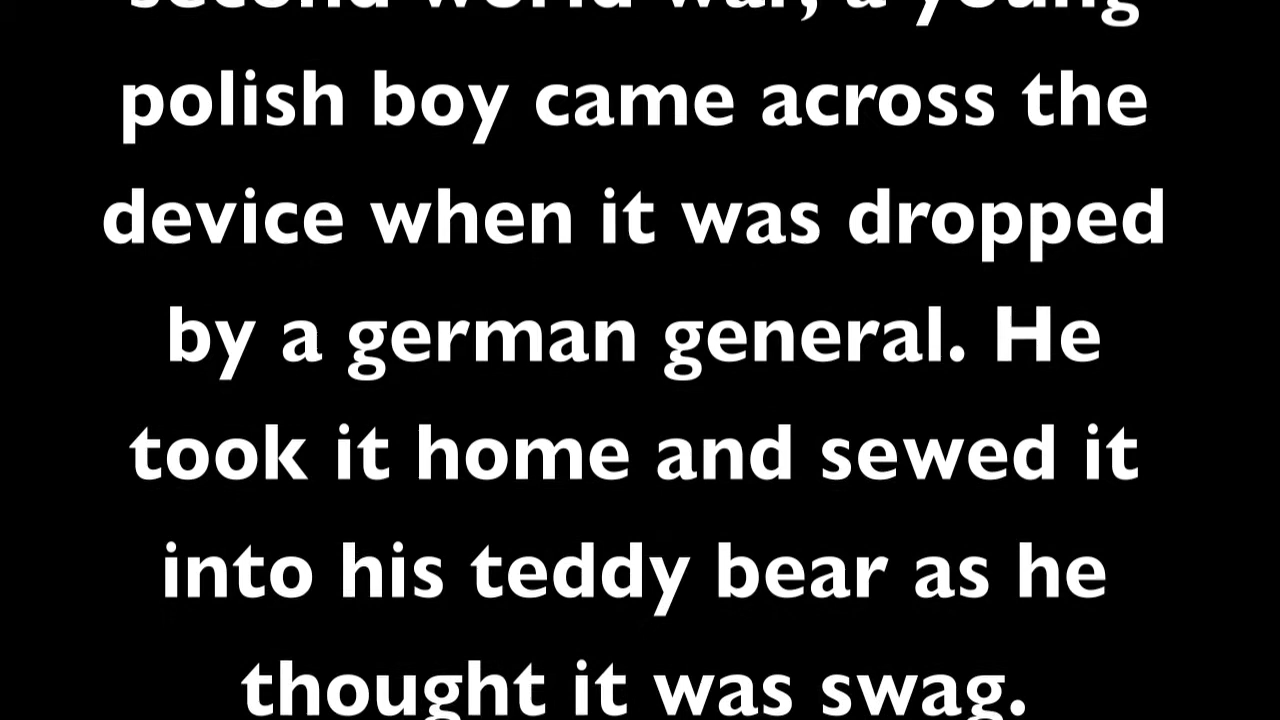 second world war, a young
polish boy came across the
device when it was dropped
by a german general. He
took it home and sewed it
into his teddy bear as he
thought it was swag.